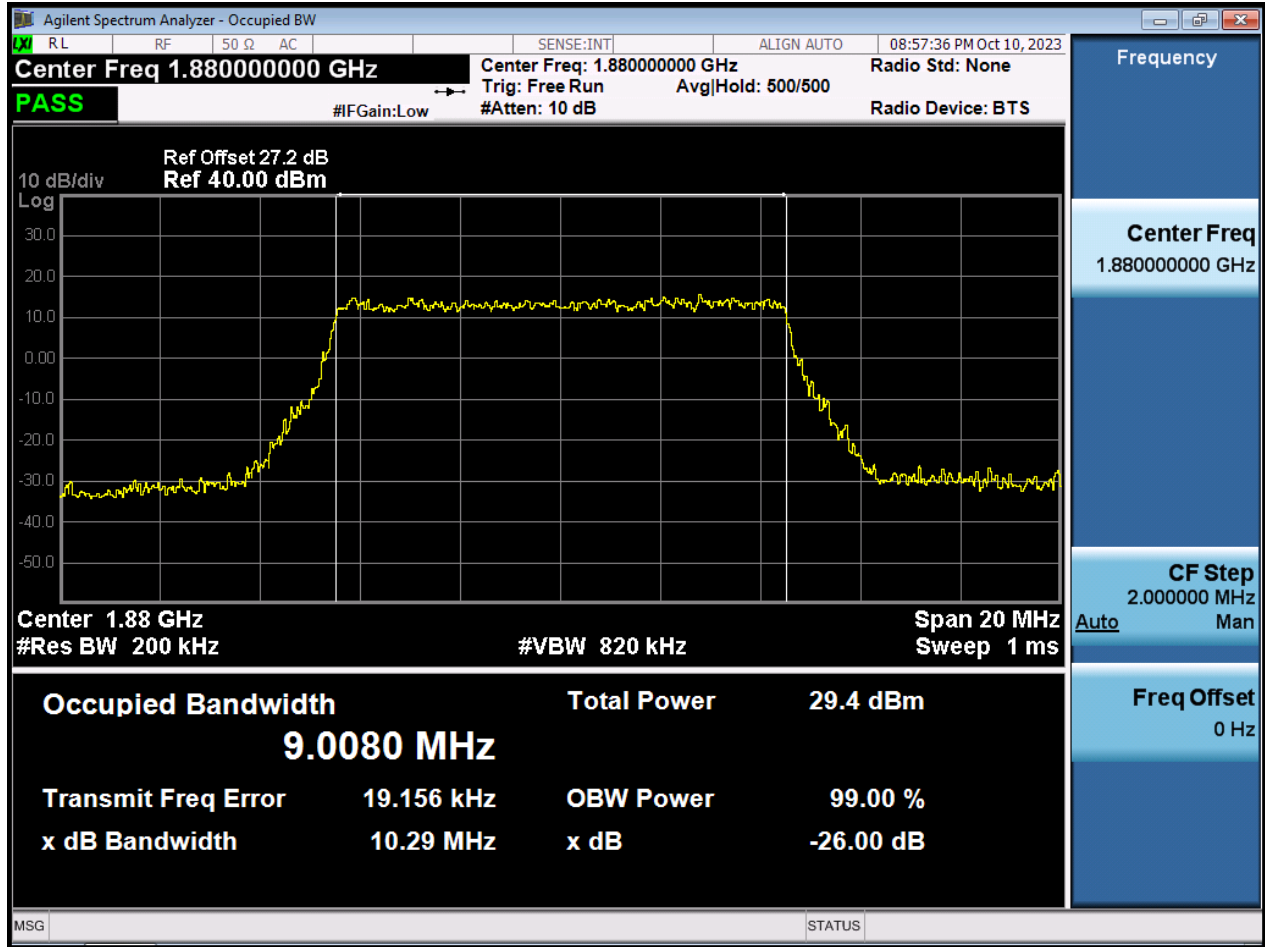 Agilent Spectrum Analyzer - Occupied BW
LXI RL RF 50 Ω AC SENSE:INT ALIGN AUTO 08:57:36 PM Oct 10, 2023
Center Freq 1.880000000 GHz
PASS
#IFGain:Low
Center Freq: 1.880000000 GHz
Trig: Free Run Avg|Hold: 500/500
#Atten: 10 dB
Radio Std: None
Radio Device: BTS
Ref Offset 27.2 dB
10 dB/div Ref 40.00 dBm
Log
30.0
20.0
10.0
0.00
-10.0
-20.0
-30.0
-40.0
-50.0
Center 1.88 GHz Span 20 MHz
#Res BW 200 kHz #VBW 820 kHz Sweep 1 ms
Occupied Bandwidth Total Power 29.4 dBm
9.0080 MHz
Transmit Freq Error 19.156 kHz OBW Power 99.00 %
x dB Bandwidth 10.29 MHz x dB -26.00 dB
MSG STATUS
Frequency
Center Freq
1.880000000 GHz
CF Step
2.000000 MHz
Auto Man
Freq Offset
0 Hz